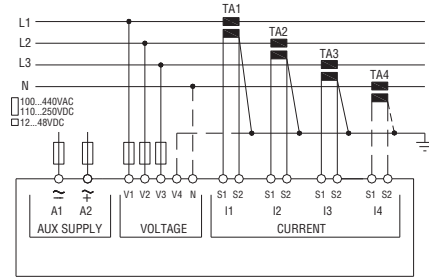 TA1
L1
TA2
L2
TA3
L3
TA4
N
100...440VAC
110...250VDC
12...48VDC
V1 V2 V3 V4 N S1 S2 S1 S2 S1 S2 S1 S2
A1 A2 I1 I2 I3 I4
AUX SUPPLY VOLTAGE CURRENT